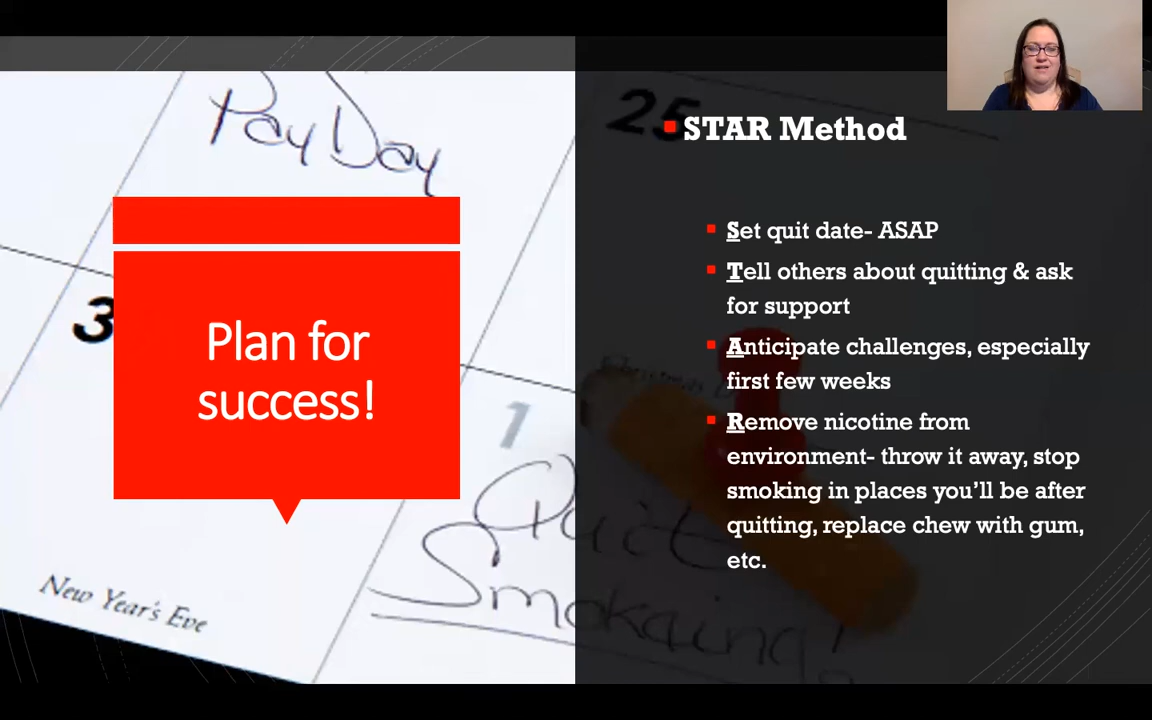 Pay Day
25
STAR Method
Set quit date- ASAP
Tell others about quitting & ask
for support
Anticipate challenges, especially
first few weeks
Remove nicotine from
environment- throw it away, stop
smoking in places you’ll be after
quitting, replace chew with gum,
etc.
3
Plan for
success!
1
Quit
Smokaing!
New Year's Eve